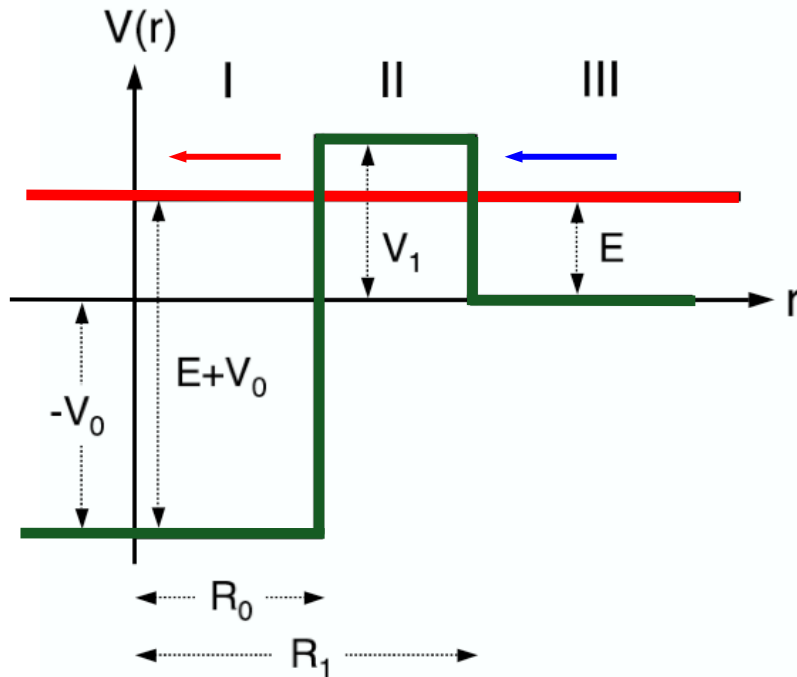 V(r)
I II III
V₁ E
r
E+V₀
-V₀
R₀
R₁